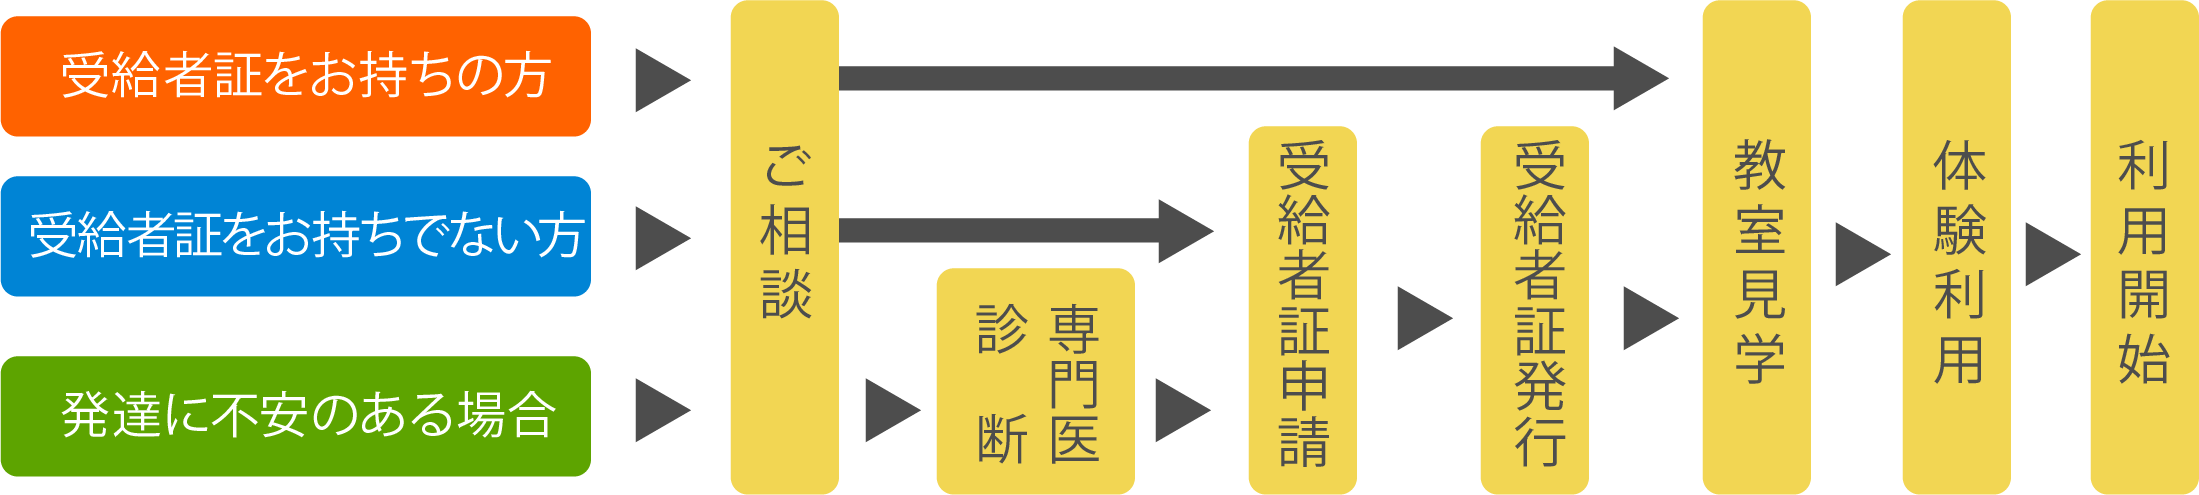 受給者証をお持ちの方
受給者証をお持ちでない方
発達に不安のある場合
ご相談
専門医
診断
受給者証申請
受給者証発行
教室見学
体験利用
利用開始